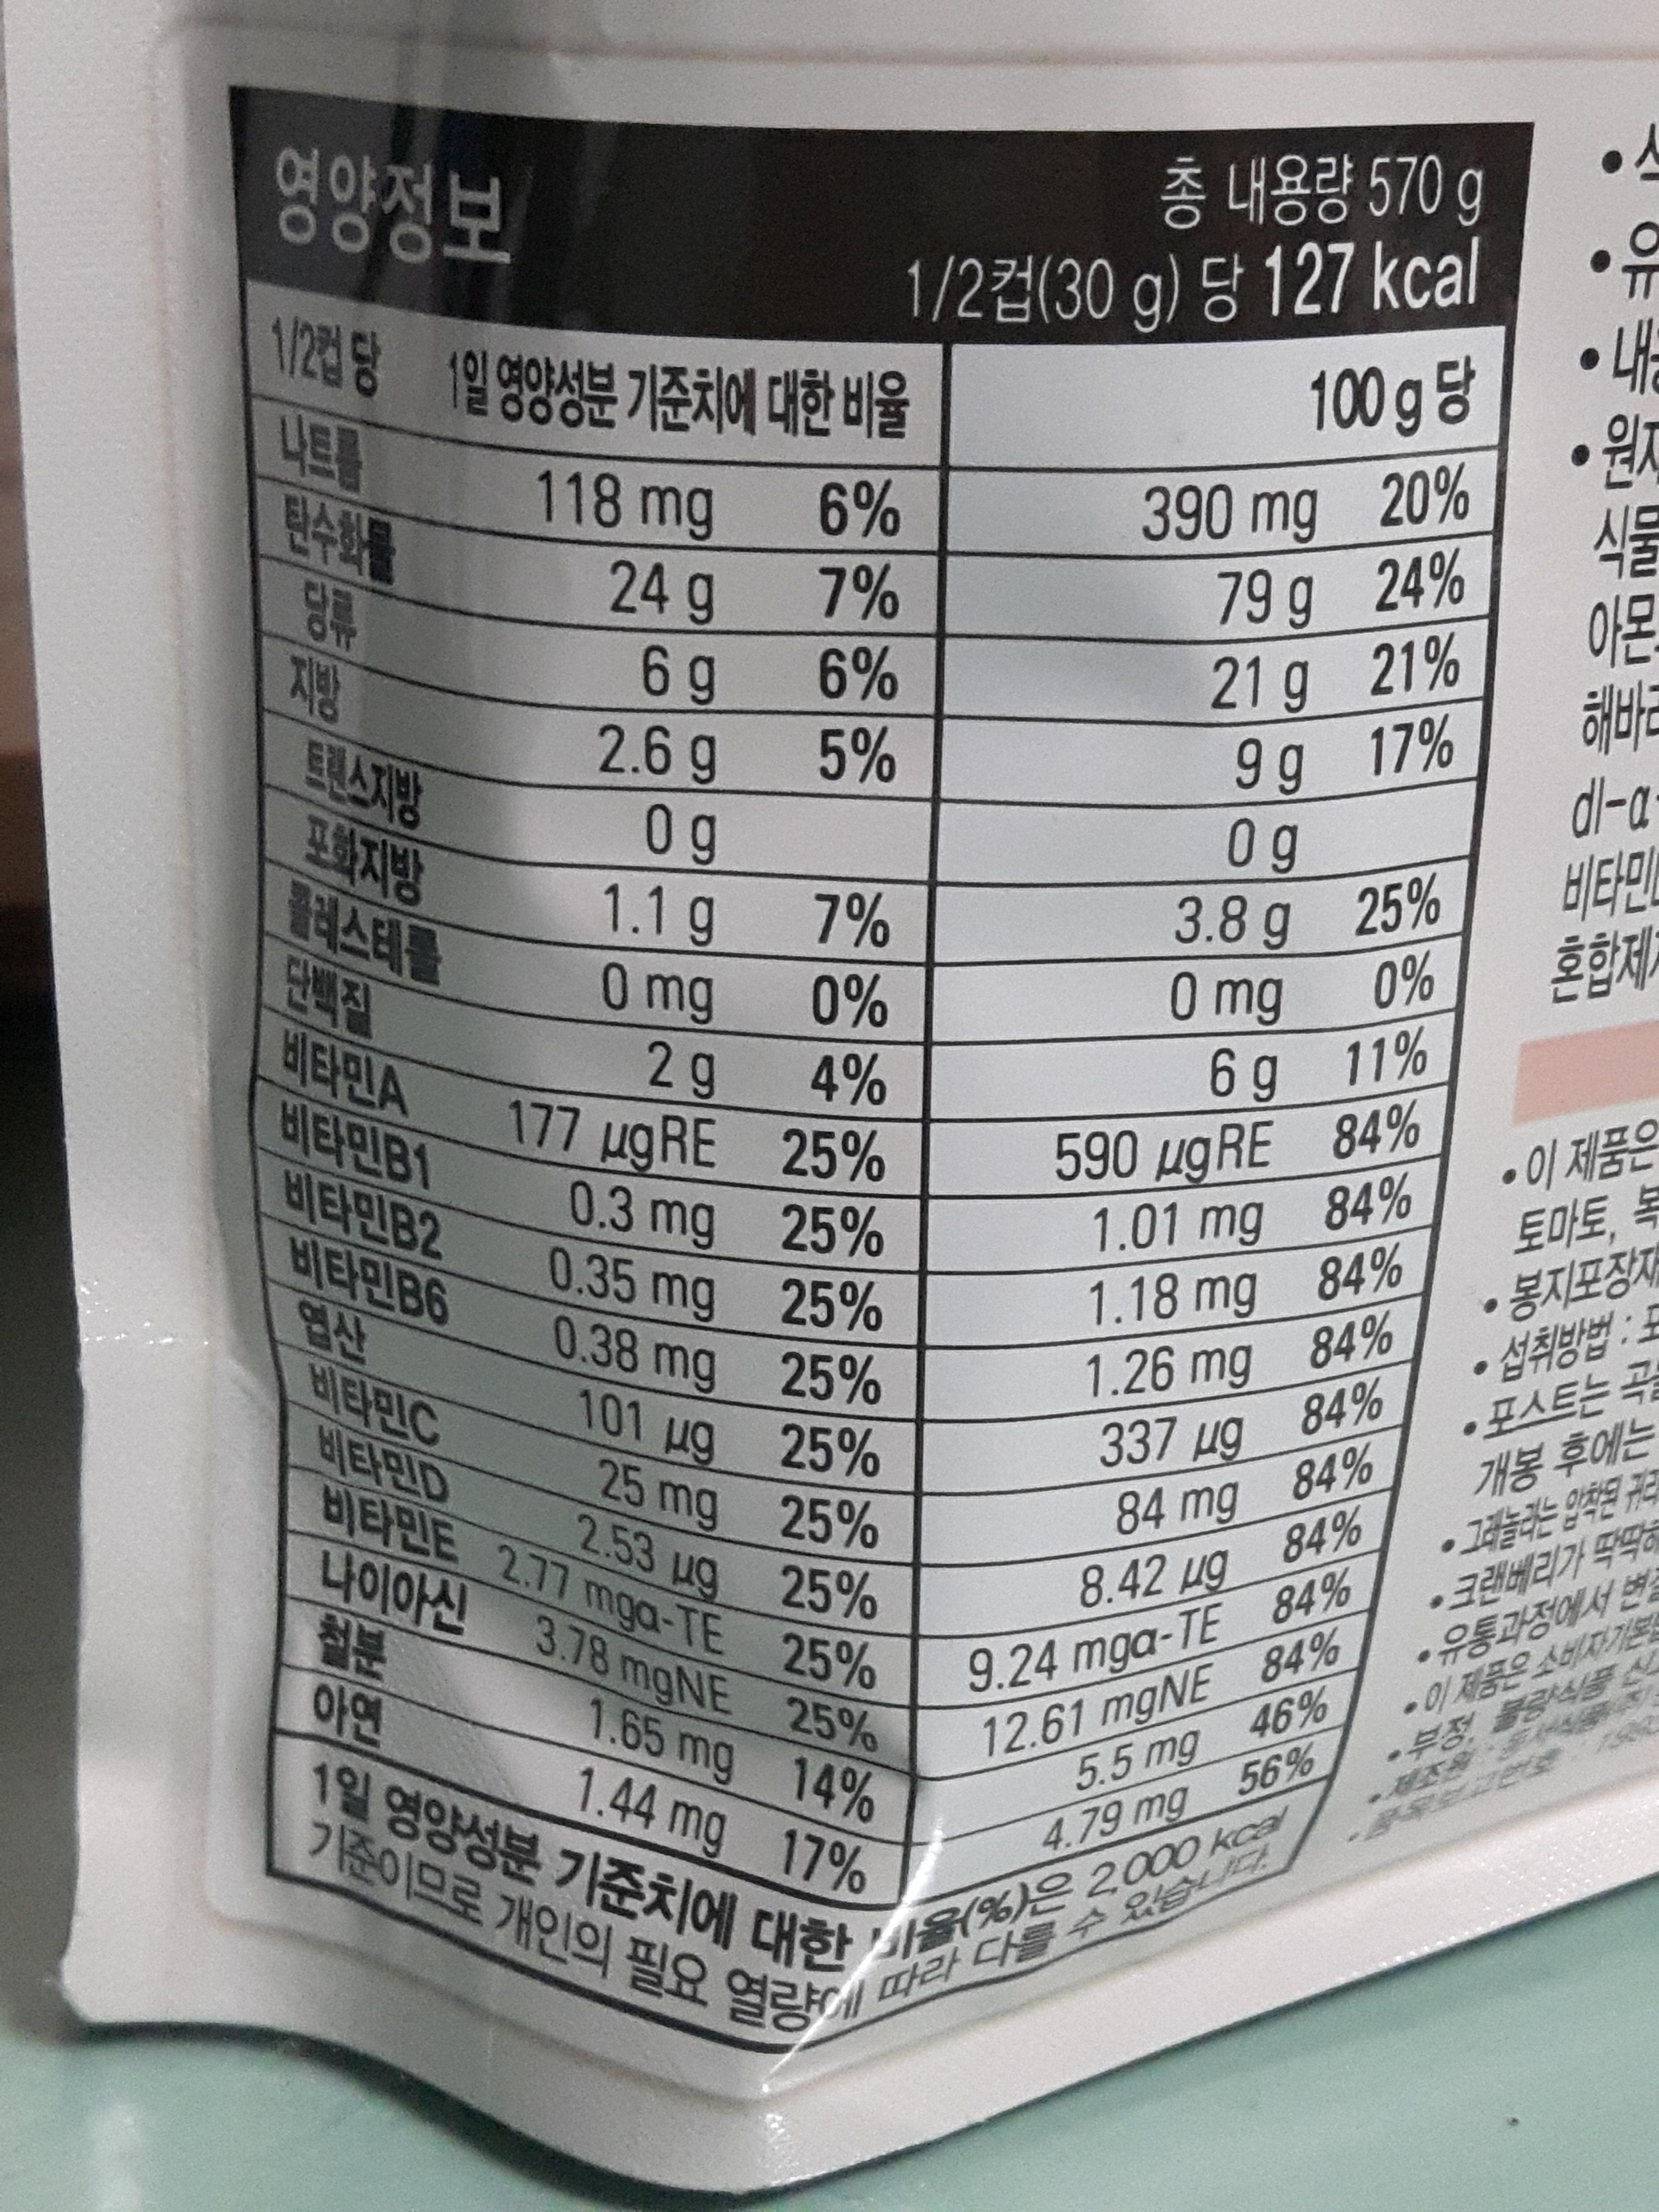 영양정보
총 내용량 570 g
1/2컵(30 g) 당 127 kcal
1/2컵 당 1일 영양성분 기준치에 대한 비율 100 g 당
나트륨 118 mg 6% 390 mg 20%
탄수화물 24 g 7% 79 g 24%
당류 6 g 6% 21 g 21%
지방 2.6 g 5% 9 g 17%
트랜스지방 0 g 0 g
포화지방 1.1 g 7% 3.8 g 25%
콜레스테롤 0 mg 0% 0 mg 0%
단백질 2 g 4% 6 g 11%
비타민A 177 μgRE 25% 590 μgRE 84%
비타민B1 0.3 mg 25% 1.01 mg 84%
비타민B2 0.35 mg 25% 1.18 mg 84%
비타민B6 0.38 mg 25% 1.26 mg 84%
엽산 101 μg 25% 337 μg 84%
비타민C 25 mg 25% 84 mg 84%
비타민D 2.53 μg 25% 8.42 μg 84%
비타민E 2.77 mgα-TE 25% 9.24 mgα-TE 84%
나이아신 3.78 mgNE 25% 12.61 mgNE 84%
철분 1.65 mg 14% 5.5 mg 46%
아연 1.44 mg 17% 4.79 mg 56%
1일 영양성분 기준치에 대한 비율(%)은 2,000 kcal
기준이므로 개인의 필요 열량에 따라 다를 수 있습니다.
• 
• 
• 
• 
식물
dl-α-
• 이 제품은
토마토,
• 봉지포장재
• 섭취방법 :
• 포스트는
개봉 후에는
• 그래놀라는 압착된
• 크랜베리가 딱딱해
• 유통과정에서
• 이 제품은 소비자기본법
• 부정, 불량식품